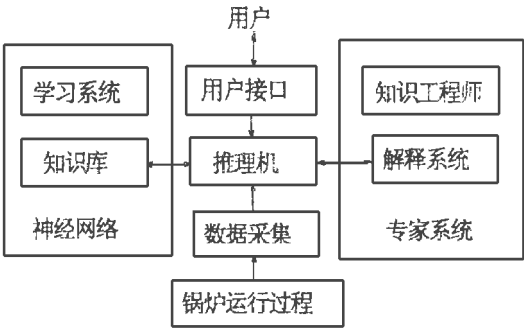 用户
学习系统
用户接口
知识工程师
知识库
推理机
解释系统
神经网络
数据采集
专家系统
锅炉运行过程